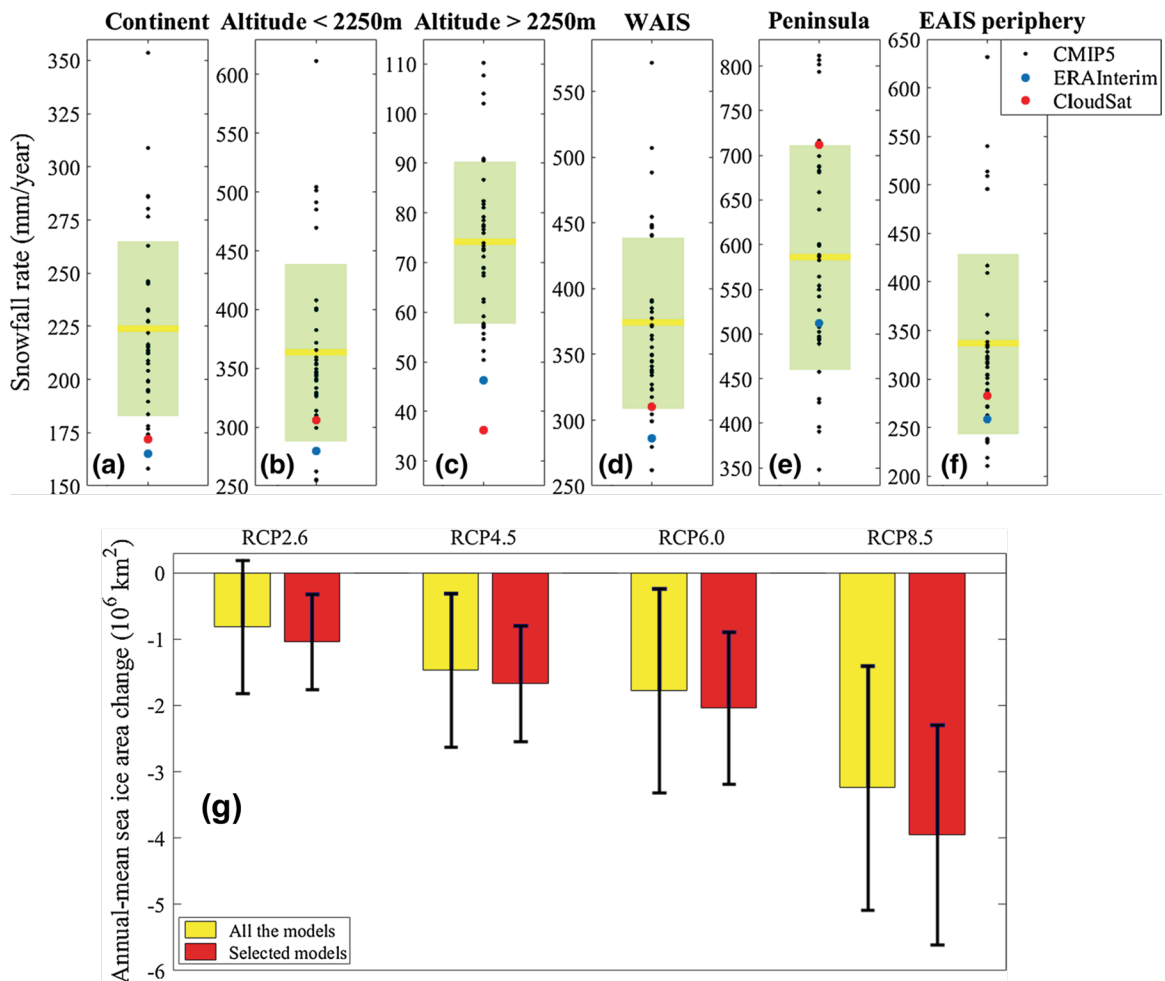 Continent
Altitude < 2250m
Altitude > 2250m
WAIS
Peninsula
EAIS periphery
Snowfall rate (mm/year)
350
325
300
275
250
225
200
175
150
(a)
600
550
500
450
400
350
300
250
(b)
110
100
90
80
70
60
50
40
30
(c)
550
500
450
400
350
300
250
(d)
800
750
700
650
600
550
500
450
400
350
(e)
650
600
550
500
450
400
350
300
250
200
(f)
CMIP5
ERAInterim
CloudSat
RCP2.6
RCP4.5
RCP6.0
RCP8.5
Annual-mean sea ice area change (10⁶ km²)
0
-1
-2
-3
-4
-5
-6
(g)
All the models
Selected models